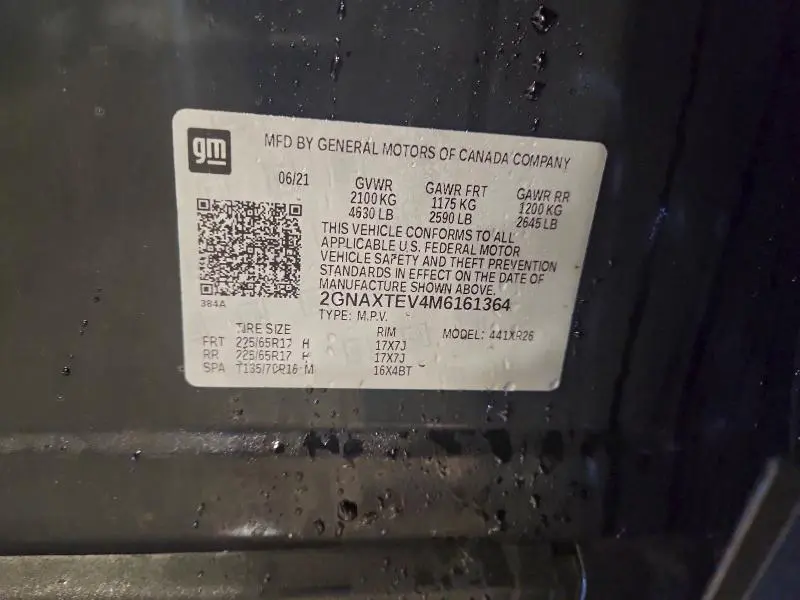 gm
MFD BY GENERAL MOTORS OF CANADA COMPANY
06/21 GVWR GAWR FRT GAWR RR
2100 KG 1175 KG 1200 KG
4630 LB 2590 LB 2645 LB
THIS VEHICLE CONFORMS TO ALL
APPLICABLE U.S. FEDERAL MOTOR
VEHICLE SAFETY AND THEFT PREVENTION
STANDARDS IN EFFECT ON THE DATE OF
MANUFACTURE SHOWN ABOVE.
384A
2GNAXTEV4M6161364
TYPE: M.P.V.
TIRE SIZE RIM MODEL: 441XR26
FRT 225/65R17 H 17X7J
RR 225/65R17 H 17X7J
SPA T135/70R16 M 16X4BT